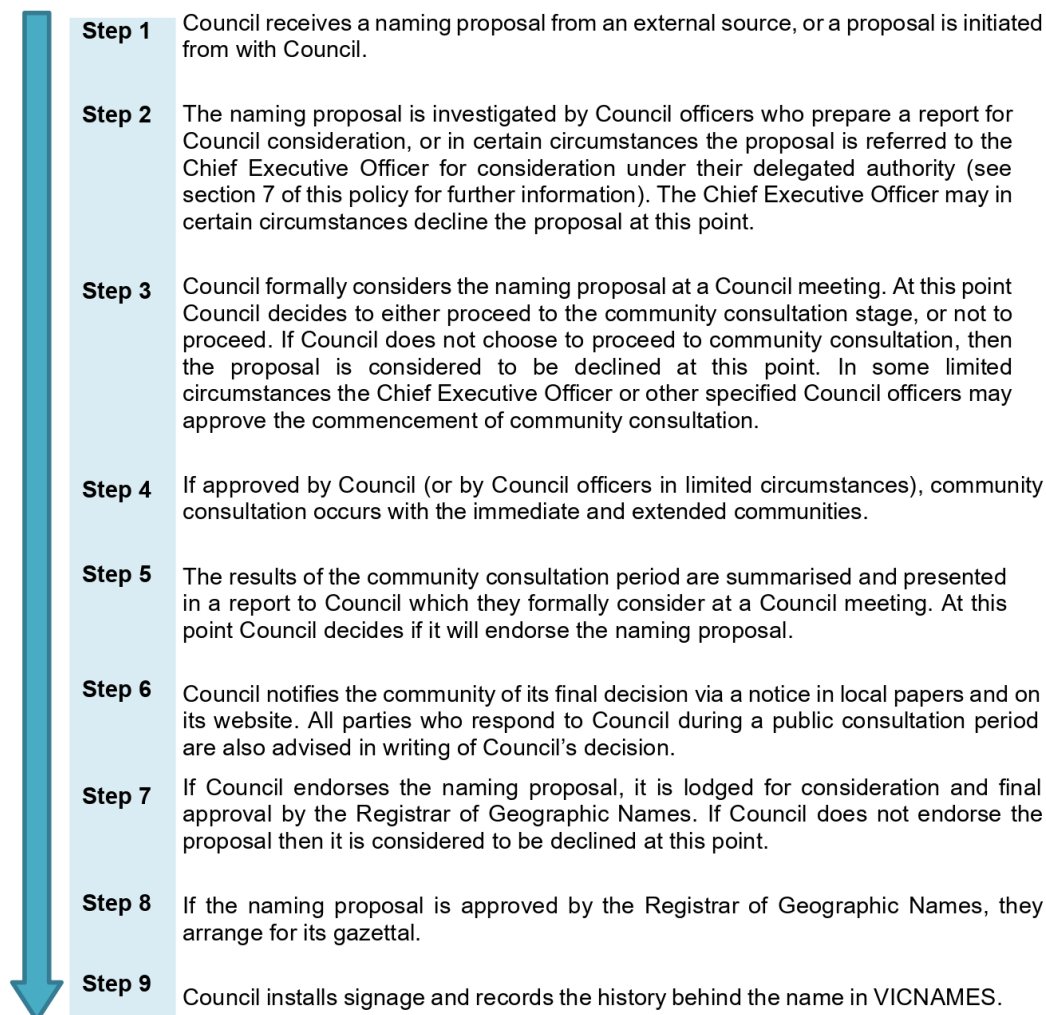 Step 1
Council receives a naming proposal from an external source, or a proposal is initiated
from with Council.
Step 2
The naming proposal is investigated by Council officers who prepare a report for
Council consideration, or in certain circumstances the proposal is referred to the
Chief Executive Officer for consideration under their delegated authority (see
section 7 of this policy for further information). The Chief Executive Officer may in
certain circumstances decline the proposal at this point.
Step 3
Council formally considers the naming proposal at a Council meeting. At this point
Council decides to either proceed to the community consultation stage, or not to
proceed. If Council does not choose to proceed to community consultation, then
the proposal is considered to be declined at this point. In some limited
circumstances the Chief Executive Officer or other specified Council officers may
approve the commencement of community consultation.
Step 4
If approved by Council (or by Council officers in limited circumstances), community
consultation occurs with the immediate and extended communities.
Step 5
The results of the community consultation period are summarised and presented
in a report to Council which they formally consider at a Council meeting. At this
point Council decides if it will endorse the naming proposal.
Step 6
Council notifies the community of its final decision via a notice in local papers and on
its website. All parties who respond to Council during a public consultation period
are also advised in writing of Council's decision.
Step 7
If Council endorses the naming proposal, it is lodged for consideration and final
approval by the Registrar of Geographic Names. If Council does not endorse the
proposal then it is considered to be declined at this point.
Step 8
If the naming proposal is approved by the Registrar of Geographic Names, they
arrange for its gazettal.
Step 9
Council installs signage and records the history behind the name in VICNAMES.